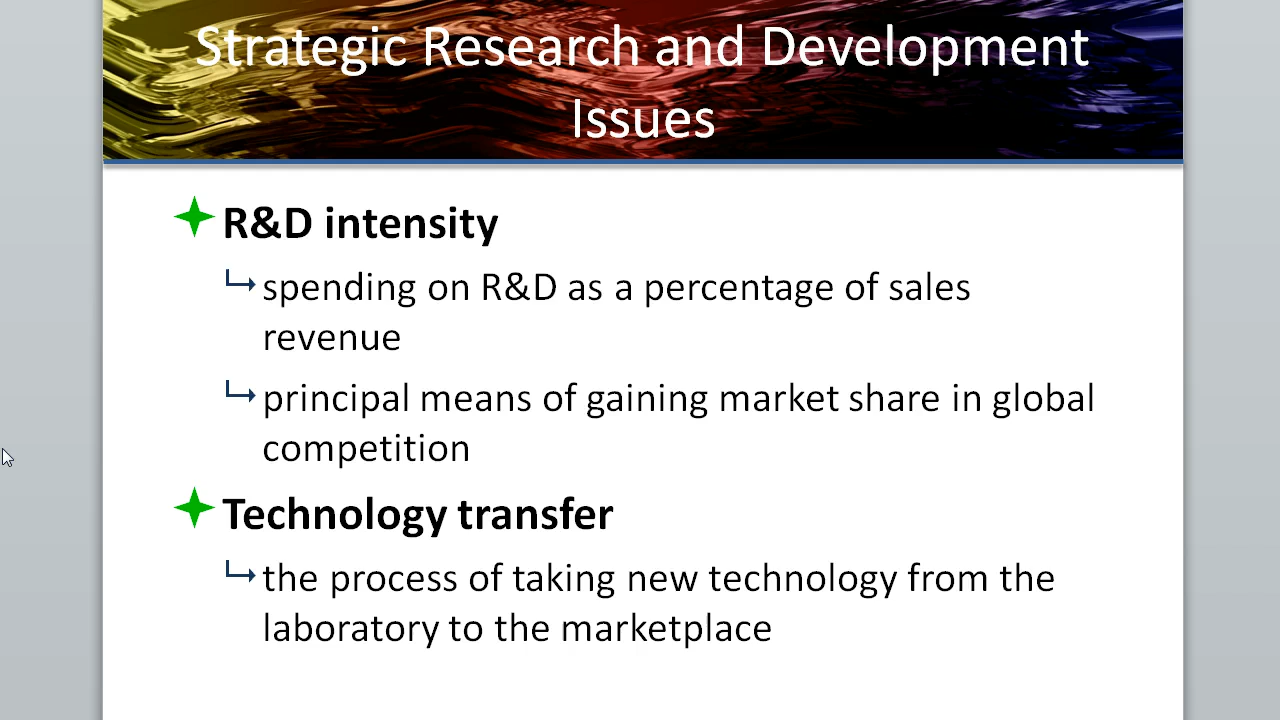 Strategic Research and Development
Issues
R&D intensity
spending on R&D as a percentage of sales
revenue
principal means of gaining market share in global
competition
Technology transfer
the process of taking new technology from the
laboratory to the marketplace